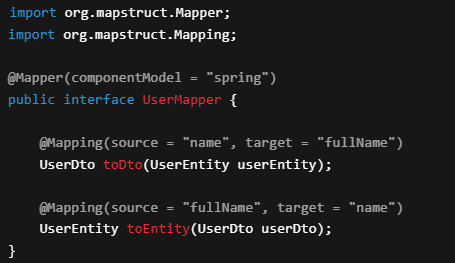 import org.mapstruct.Mapper;
import org.mapstruct.Mapping;
@Mapper(componentModel = "spring")
public interface UserMapper {
@Mapping(source = "name", target = "fullName")
UserDto toDto(UserEntity userEntity);
@Mapping(source = "fullName", target = "name")
UserEntity toEntity(UserDto userDto);
}